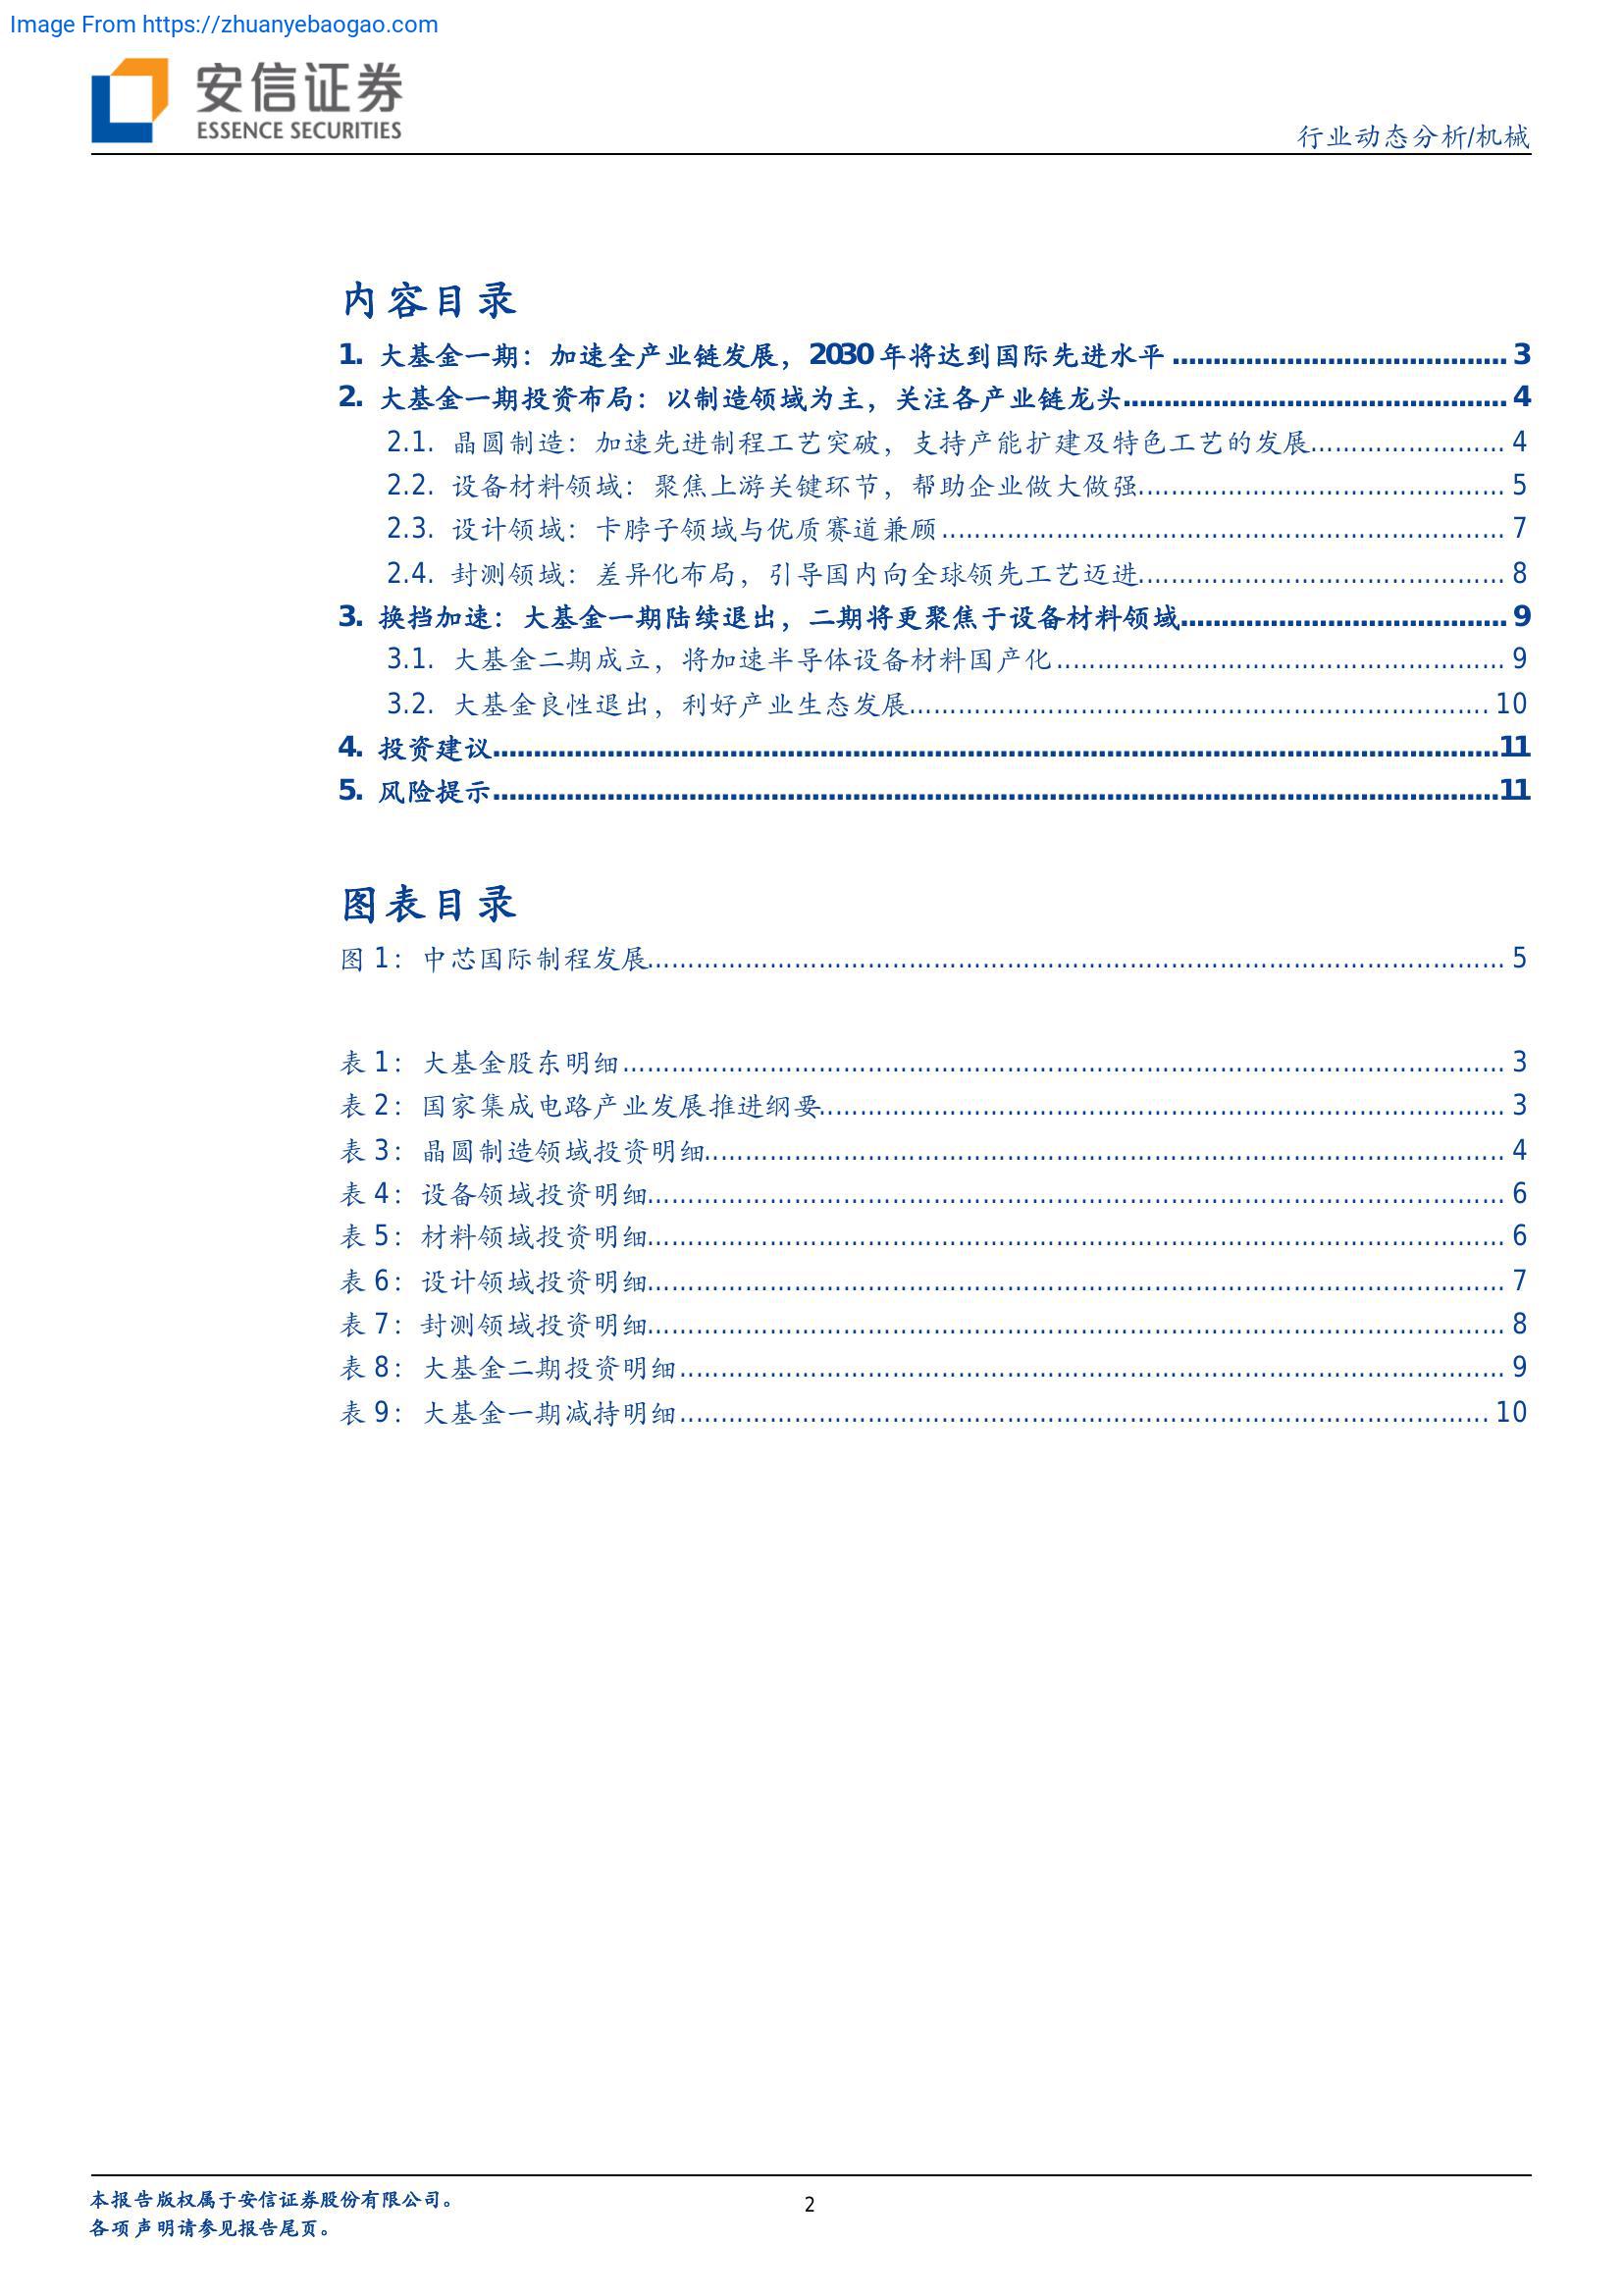 Image From https://zhuanyebaogao.com
安信证券
ESSENCE SECURITIES
行业动态分析/机械
内容目录
1. 大基金一期：加速全产业链发展，2030 年将达到国际先进水平 ........................................ 3
2. 大基金一期投资布局：以制造领域为主，关注各产业链龙头.............................................. 4
2.1. 晶圆制造：加速先进制程工艺突破，支持产能扩建及特色工艺的发展........................ 4
2.2. 设备材料领域：聚焦上游关键环节，帮助企业做大做强............................................. 5
2.3. 设计领域：卡脖子领域与优质赛道兼顾..................................................................... 7
2.4. 封测领域：差异化布局，引导国内向全球领先工艺迈进............................................. 8
3. 换挡加速：大基金一期陆续退出，二期将更聚焦于设备材料领域....................................... 9
3.1. 大基金二期成立，将加速半导体设备材料国产化....................................................... 9
3.2. 大基金良性退出，利好产业生态发展....................................................................... 10
4. 投资建议..........................................................................................................................11
5. 风险提示..........................................................................................................................11
图表目录
图 1：中芯国际制程发展......................................................................................................... 5
表 1：大基金股东明细............................................................................................................ 3
表 2：国家集成电路产业发展推进纲要.................................................................................... 3
表 3：晶圆制造领域投资明细.................................................................................................. 4
表 4：设备领域投资明细......................................................................................................... 6
表 5：材料领域投资明细......................................................................................................... 6
表 6：设计领域投资明细......................................................................................................... 7
表 7：封测领域投资明细......................................................................................................... 8
表 8：大基金二期投资明细..................................................................................................... 9
表 9：大基金一期减持明细................................................................................................... 10
本报告版权属于安信证券股份有限公司。
2
各项声明请参见报告尾页。